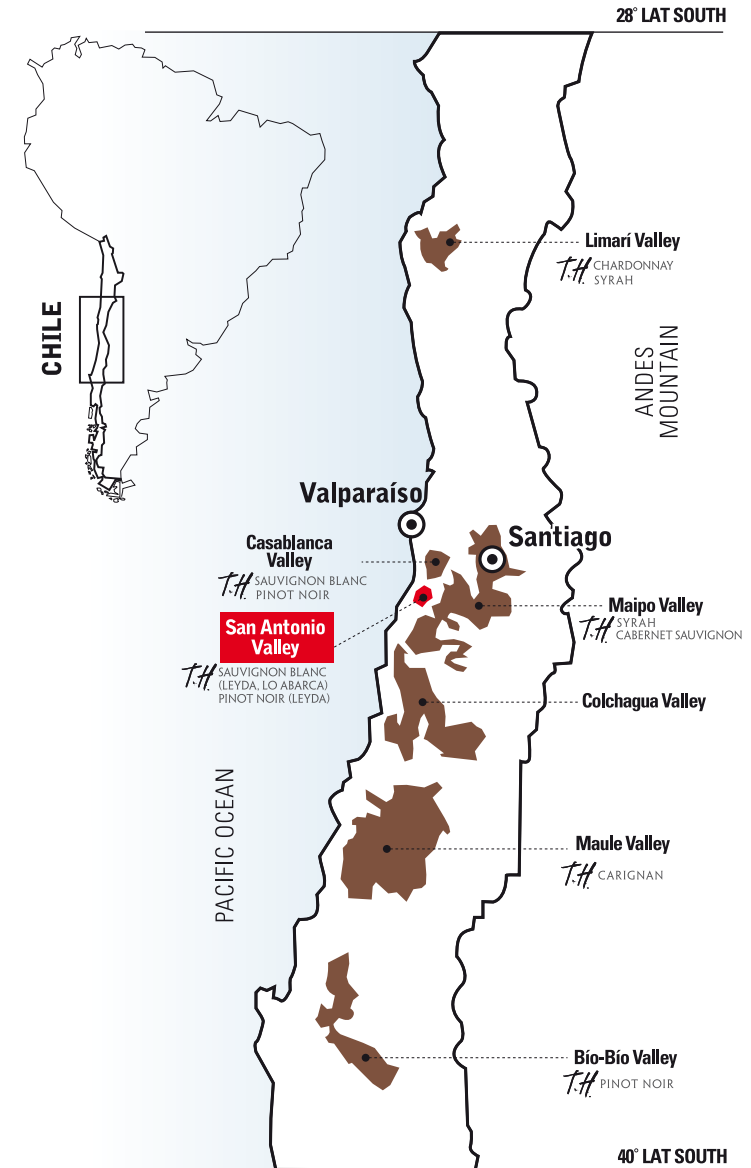 28° LAT SOUTH
Limarí Valley
T.H. CHARDONNAY
SYRAH
CHILE
ANDES
MOUNTAIN
Valparaíso
Santiago
Casablanca
Valley
T.H. SAUVIGNON BLANC
PINOT NOIR
San Antonio
Valley
T.H. SAUVIGNON BLANC
(LEYDA, LO ABARCA)
PINOT NOIR (LEYDA)
Maipo Valley
T.H. SYRAH
CABERNET SAUVIGNON
Colchagua Valley
PACIFIC OCEAN
Maule Valley
T.H. CARIGNAN
Bío-Bío Valley
T.H. PINOT NOIR
40° LAT SOUTH